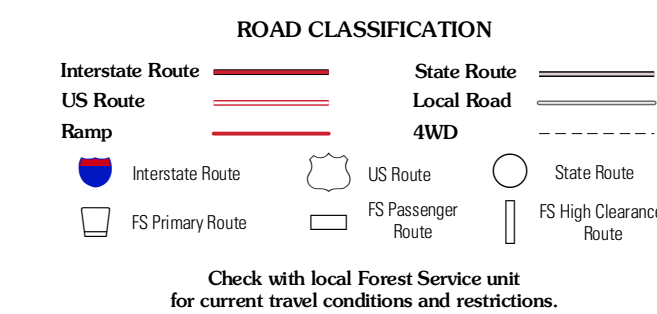 ROAD CLASSIFICATION
Interstate Route
State Route
US Route
Local Road
Ramp
4WD
Interstate Route
US Route
State Route
FS Primary Route
FS Passenger
Route
FS High Clearance
Route
Check with local Forest Service unit
for current travel conditions and restrictions.